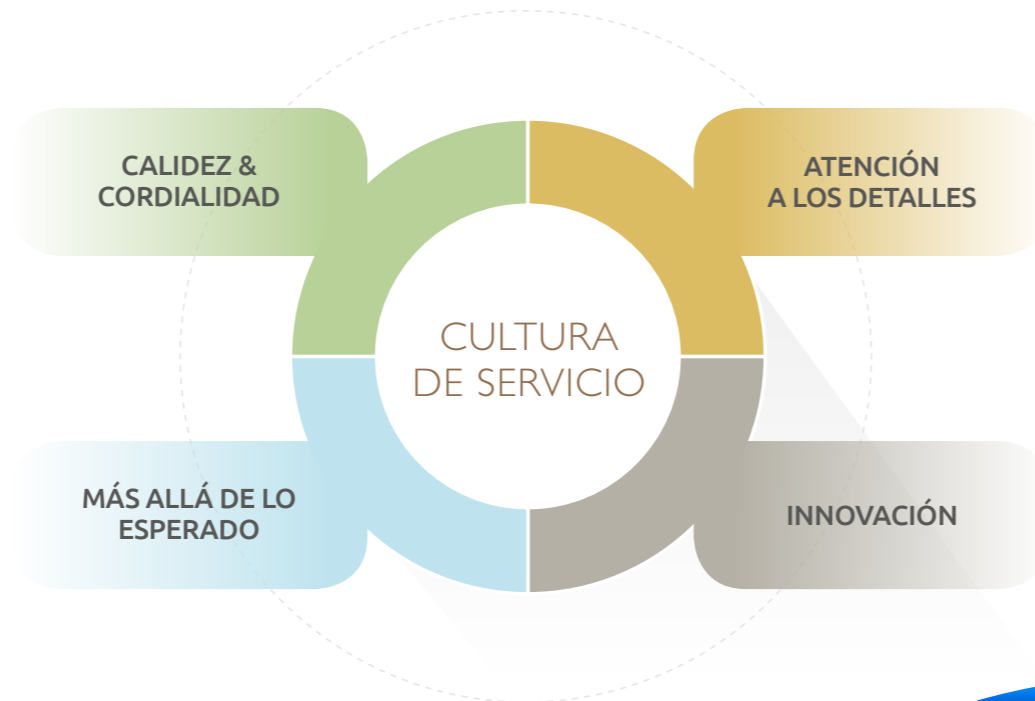 CALIDEZ &
CORDIALIDAD
ATENCIÓN
A LOS DETALLES
CULTURA
DE SERVICIO
MÁS ALLÁ DE LO
ESPERADO
INNOVACIÓN